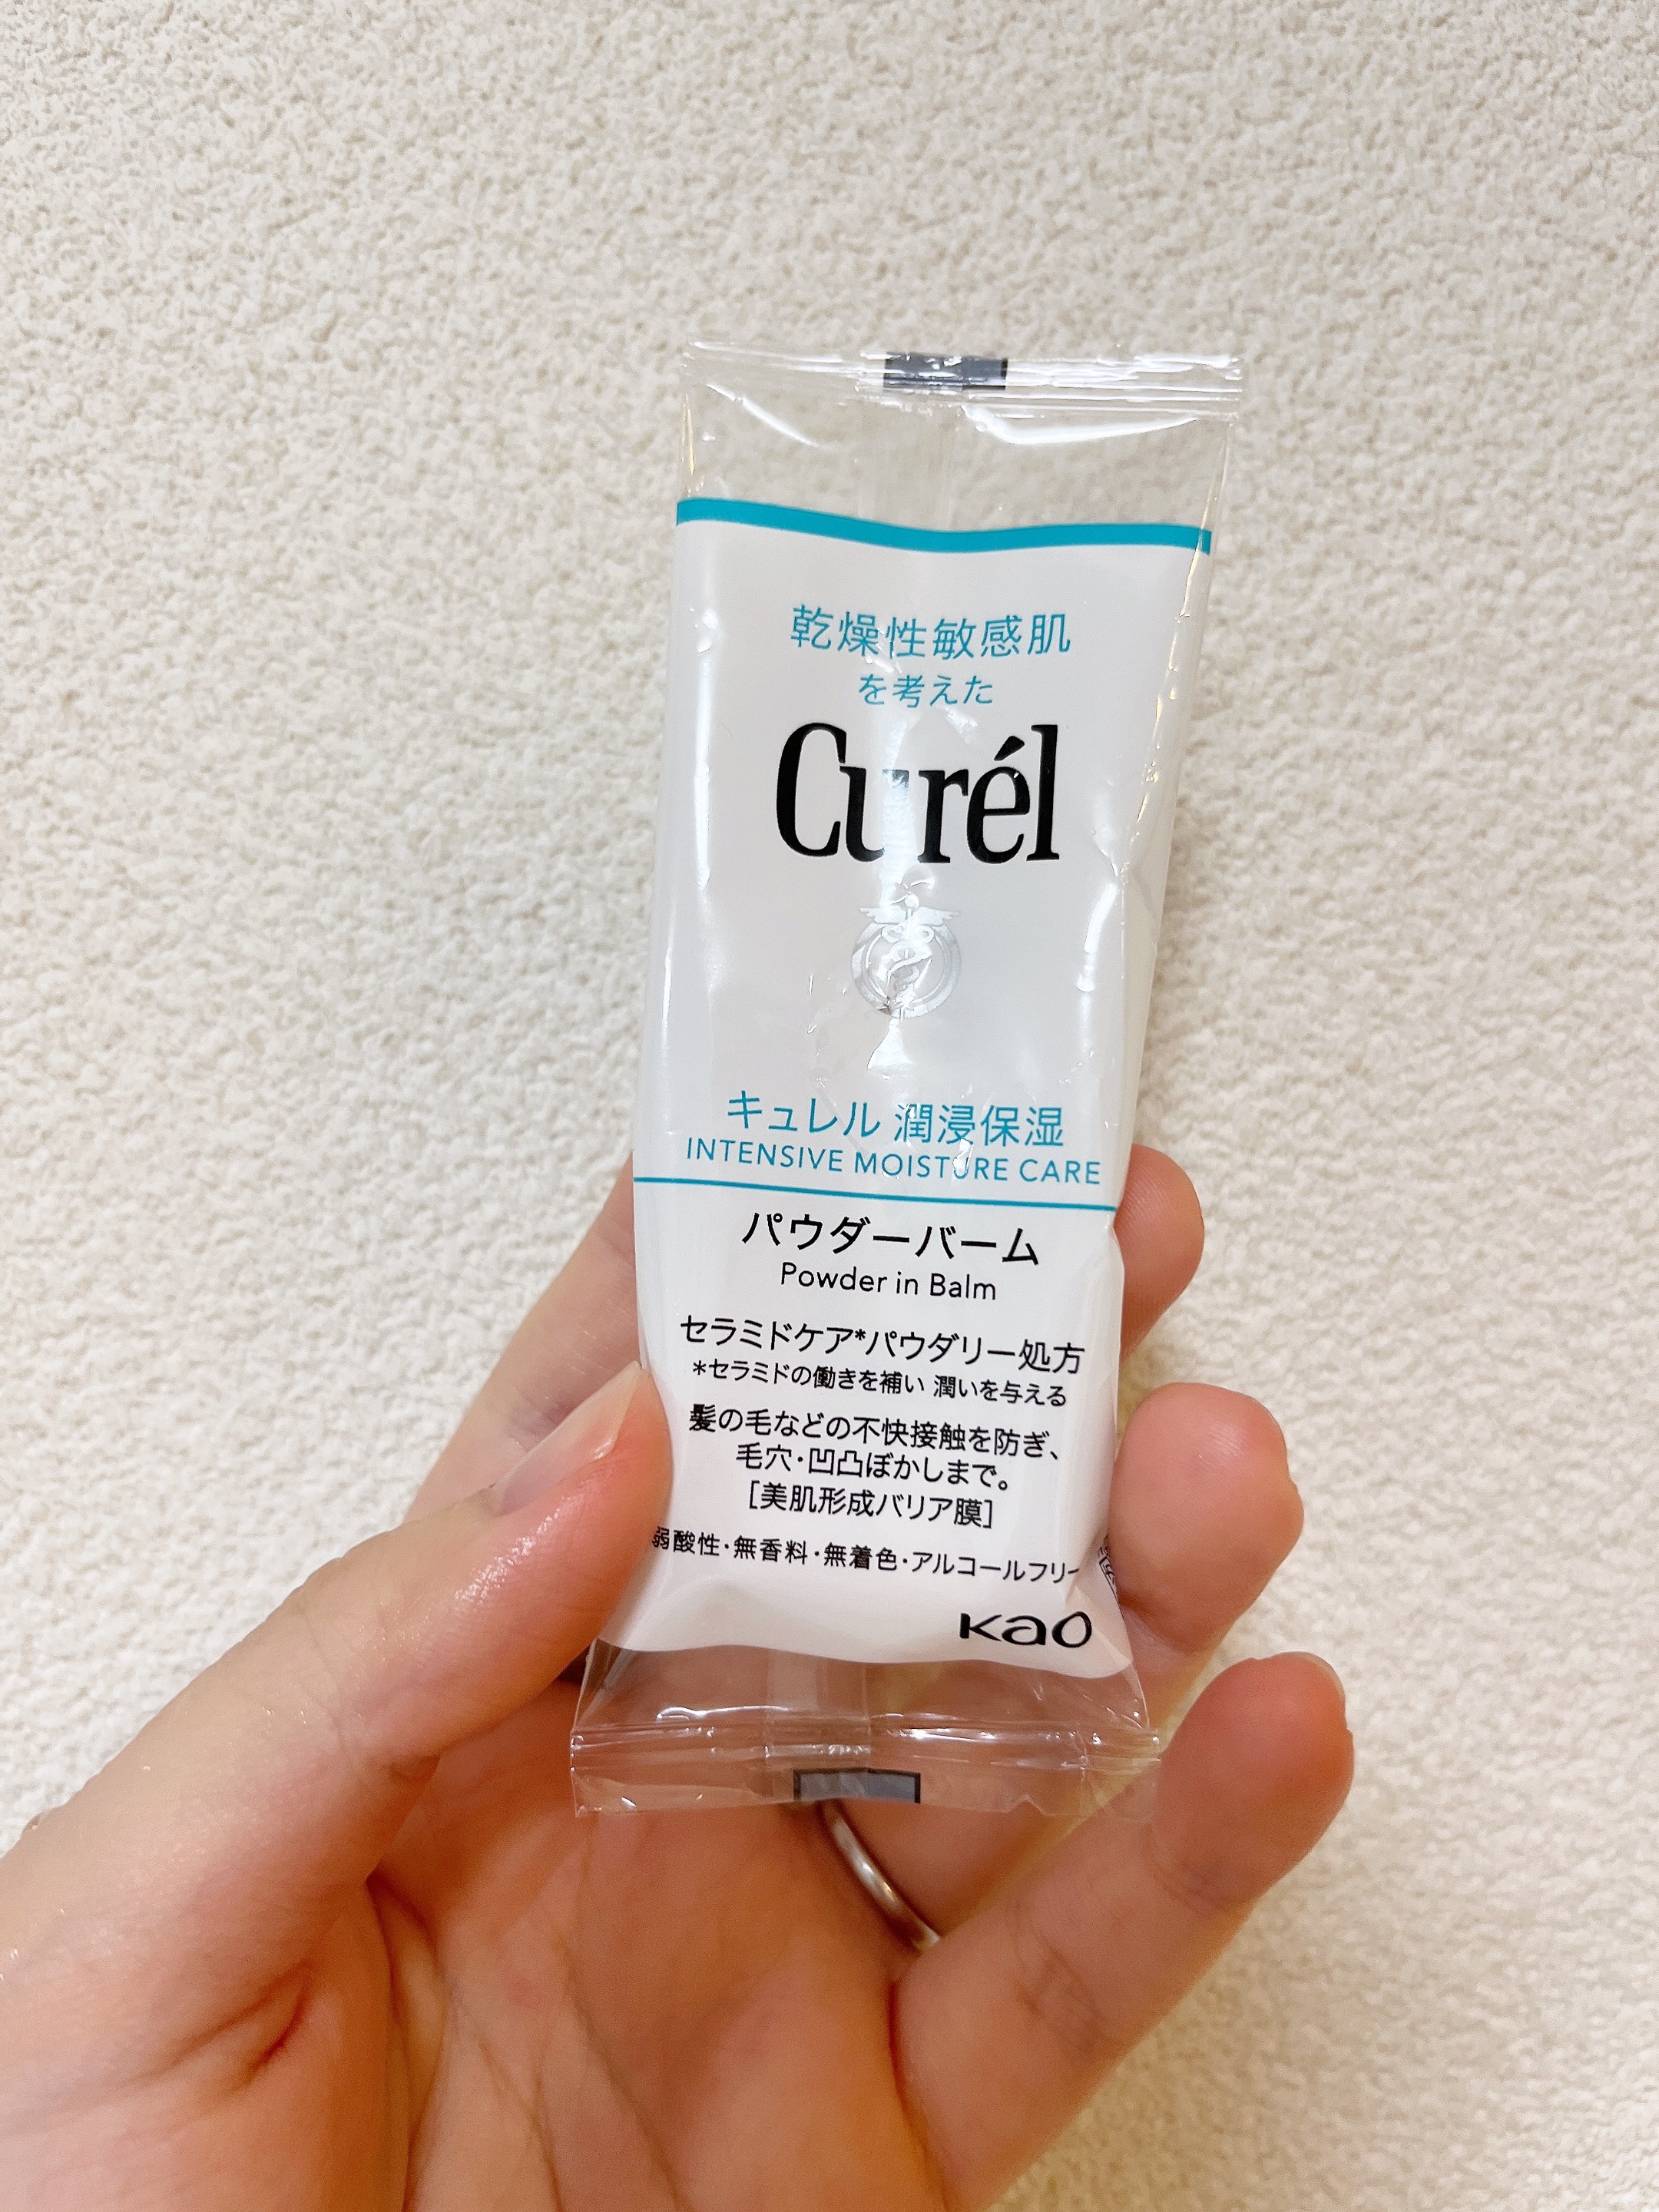 乾燥性敏感肌
を考えた
Curél
キュレル 潤浸保湿
INTENSIVE MOISTURE CARE
パウダーバーム
Powder in Balm
セラミドケア*パウダリー処方
*セラミドの働きを補い 潤いを与える
髪の毛などの不快接触を防ぎ、
毛穴・凹凸ぼかしまで。
[美肌形成バリア膜]
弱酸性・無香料・無着色・アルコールフリー
Kao